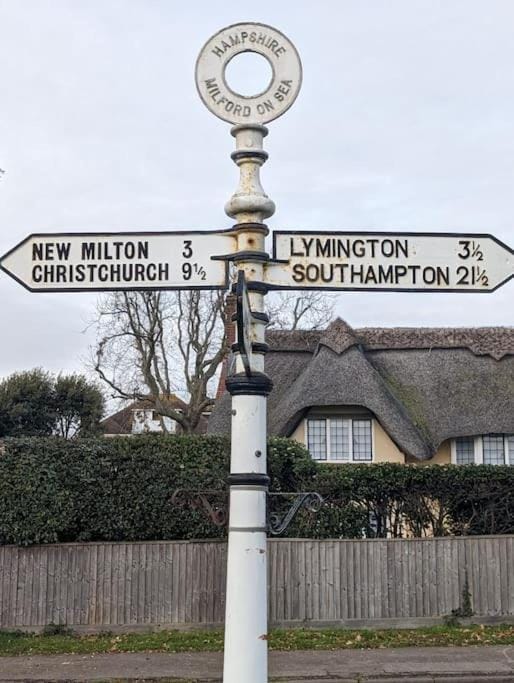 HAMPSHIRE
MILFORD ON SEA
NEW MILTON 3
CHRISTCHURCH 9½
LYMINGTON 3½
SOUTHAMPTON 21½